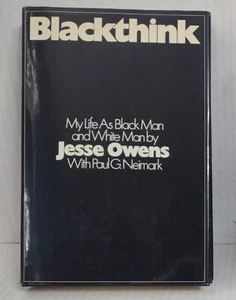 Blackthink
My Life As Black Man
and White Man by
Jesse Owens
With Paul G. Neimark